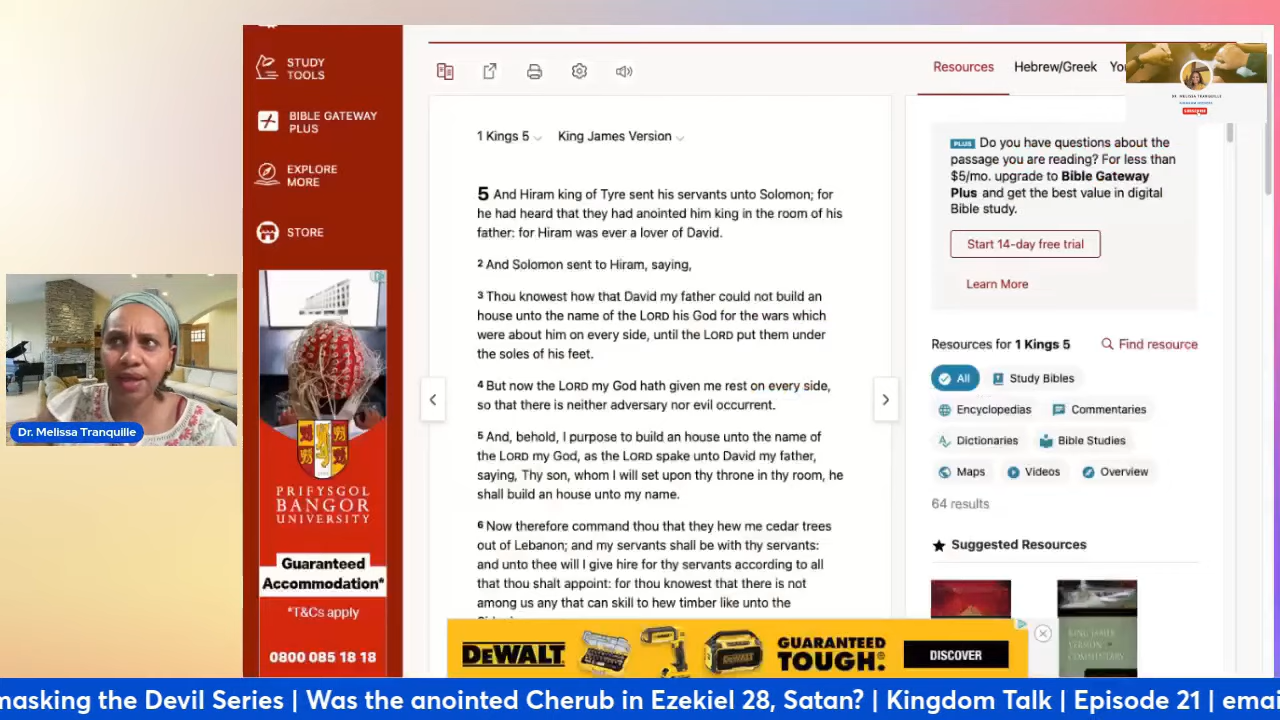 STUDY
TOOLS
BIBLE GATEWAY
PLUS
EXPLORE
MORE
STORE
PRIFYSGOL
BANGOR
UNIVERSITY
Guaranteed
Accommodation*
*T&Cs apply
0800 085 18 18
Dr. Melissa Tranquille
1 Kings 5 King James Version
5 And Hiram king of Tyre sent his servants unto Solomon; for
he had heard that they had anointed him king in the room of his
father: for Hiram was ever a lover of David.
2 And Solomon sent to Hiram, saying,
3 Thou knowest how that David my father could not build an
house unto the name of the LORD his God for the wars which
were about him on every side, until the LORD put them under
the soles of his feet.
4 But now the LORD my God hath given me rest on every side,
so that there is neither adversary nor evil occurrent.
5 And, behold, I purpose to build an house unto the name of
the LORD my God, as the LORD spake unto David my father,
saying, Thy son, whom I will set upon thy throne in thy room, he
shall build an house unto my name.
6 Now therefore command thou that they hew me cedar trees
out of Lebanon; and my servants shall be with thy servants:
and unto thee will I give hire for thy servants according to all
that thou shalt appoint: for thou knowest that there is not
among us any that can skill to hew timber like unto the
Resources Hebrew/Greek You
DR. MELISSA TRANQUILLE
SUBSCRIBE
PLUS Do you have questions about the
passage you are reading? For less than
$5/mo. upgrade to Bible Gateway
Plus and get the best value in digital
Bible study.
Start 14-day free trial
Learn More
Resources for 1 Kings 5 Find resource
All Study Bibles
Encyclopedias Commentaries
Dictionaries Bible Studies
Maps Videos Overview
64 results
Suggested Resources
KING JAMES
VERSION
COMMENTARY
DEWALT GUARANTEED TOUGH. DISCOVER
masking the Devil Series | Was the anointed Cherub in Ezekiel 28, Satan? | Kingdom Talk | Episode 21 | emai